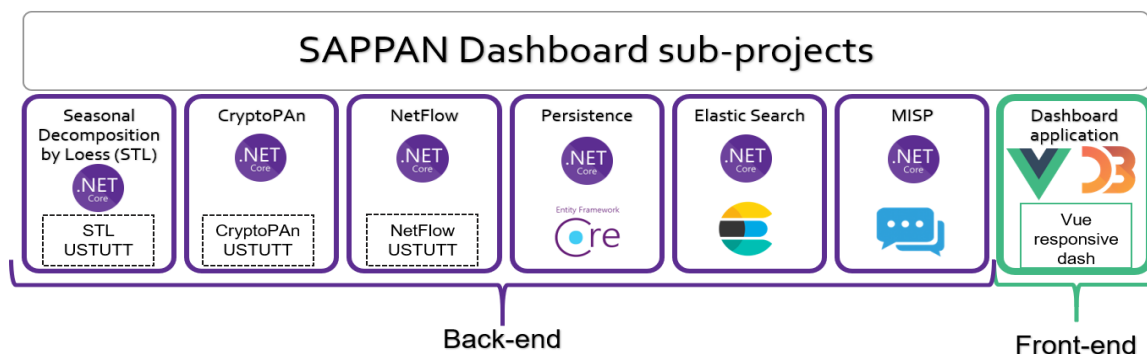 SAPPAN Dashboard sub-projects
Seasonal
Decomposition
by Loess (STL)
.NET
Core
STL
USTUTT
CryptoPAn
.NET
Core
CryptoPAn
USTUTT
NetFlow
.NET
Core
NetFlow
USTUTT
Persistence
.NET
Core
Entity Framework
Core
Elastic Search
.NET
Core
MISP
.NET
Core
Dashboard
application
Vue
responsive
dash
Back-end
Front-end